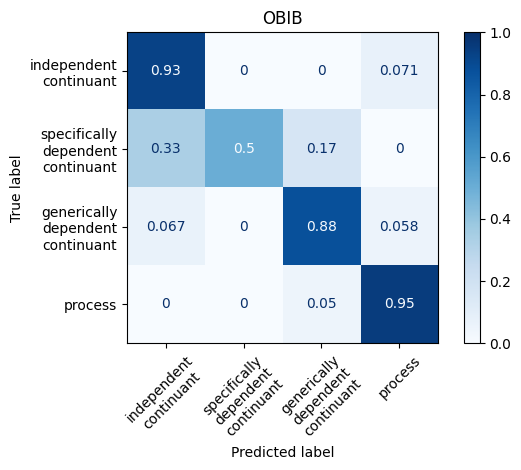 OBIB
independent
continuant
0.93
0
0
0.071
specifically
dependent
continuant
0.33
0.5
0.17
0
generically
dependent
continuant
0.067
0
0.88
0.058
process
0
0
0.05
0.95
True label
independent
continuant
specifically
dependent
continuant
generically
dependent
continuant
process
Predicted label
1.0
0.8
0.6
0.4
0.2
0.0